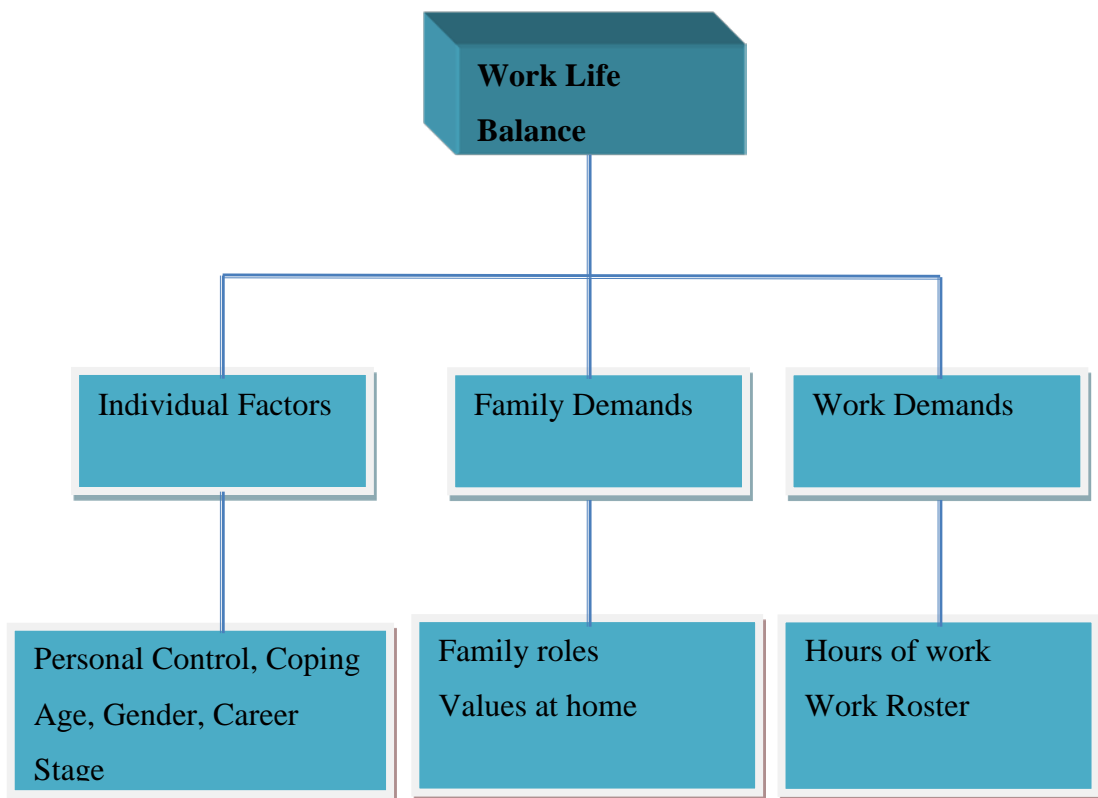 Work Life
Balance
Individual Factors
Family Demands
Work Demands
Personal Control, Coping
Age, Gender, Career
Stage
Family roles
Values at home
Hours of work
Work Roster